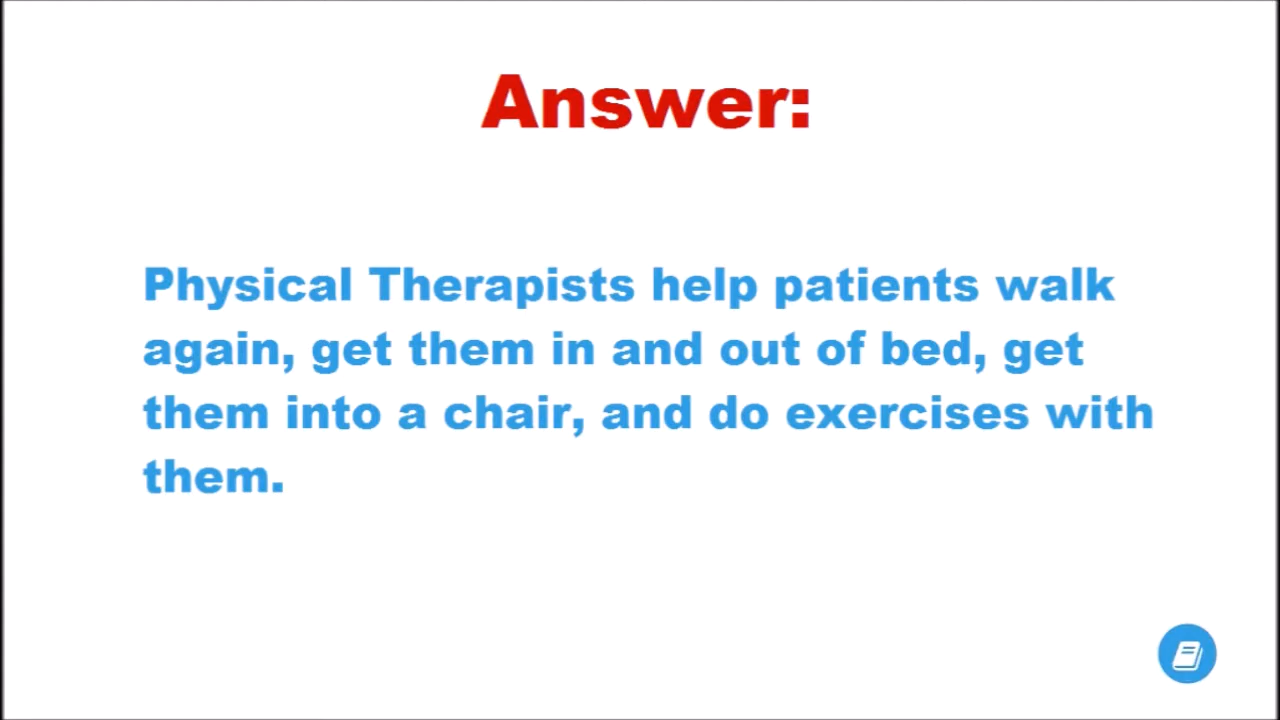 Answer:
Physical Therapists help patients walk
again, get them in and out of bed, get
them into a chair, and do exercises with
them.